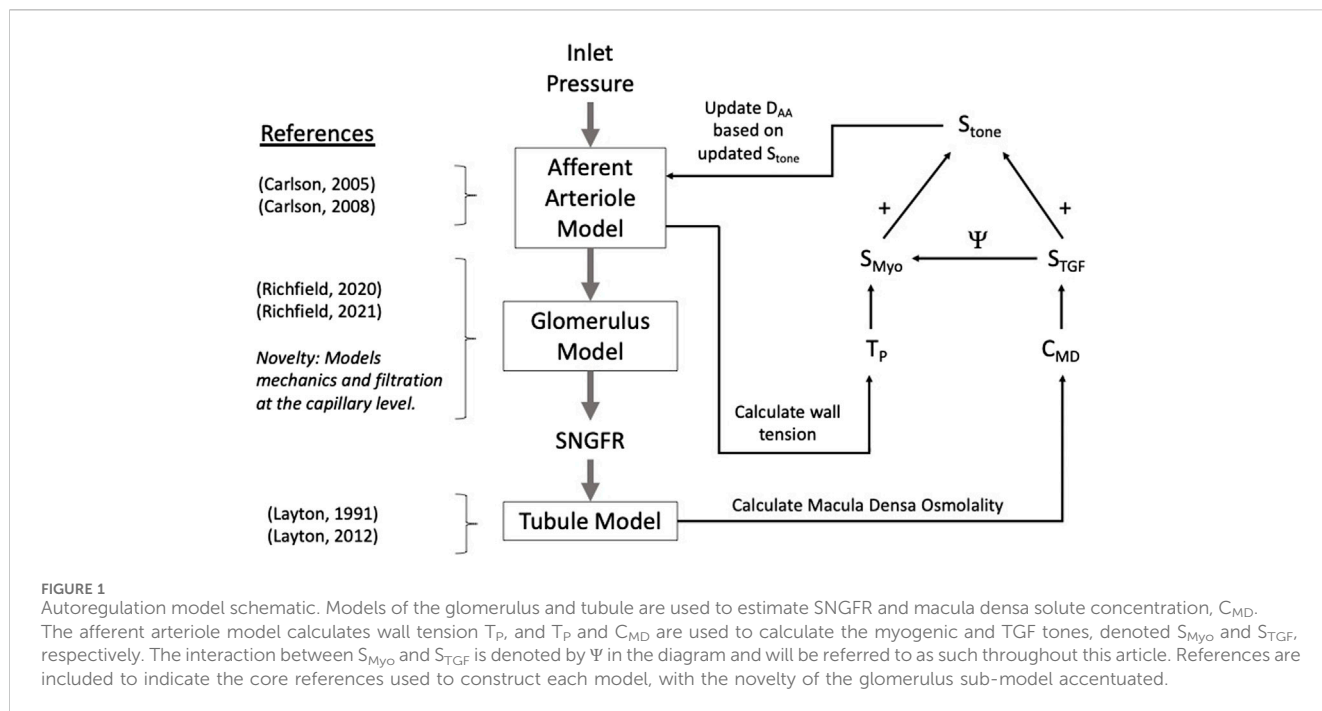 Inlet
Pressure
References
(Carlson, 2005)
(Carlson, 2008)
Afferent
Arteriole
Model
Update D_AA
based on
updated S_tone
S_tone
+
+
(Richfield, 2020)
(Richfield, 2021)
Novelty: Models
mechanics and filtration
at the capillary level.
Glomerulus
Model
S_Myo
Ψ
S_TGF
T_P
C_MD
Calculate wall
tension
SNGFR
(Layton, 1991)
(Layton, 2012)
Tubule Model
Calculate Macula Densa Osmolality
FIGURE 1
Autoregulation model schematic. Models of the glomerulus and tubule are used to estimate SNGFR and macula densa solute concentration, C_MD.
The afferent arteriole model calculates wall tension T_P, and T_P and C_MD are used to calculate the myogenic and TGF tones, denoted S_Myo and S_TGF,
respectively. The interaction between S_Myo and S_TGF is denoted by Ψ in the diagram and will be referred to as such throughout this article. References are
included to indicate the core references used to construct each model, with the novelty of the glomerulus sub-model accentuated.